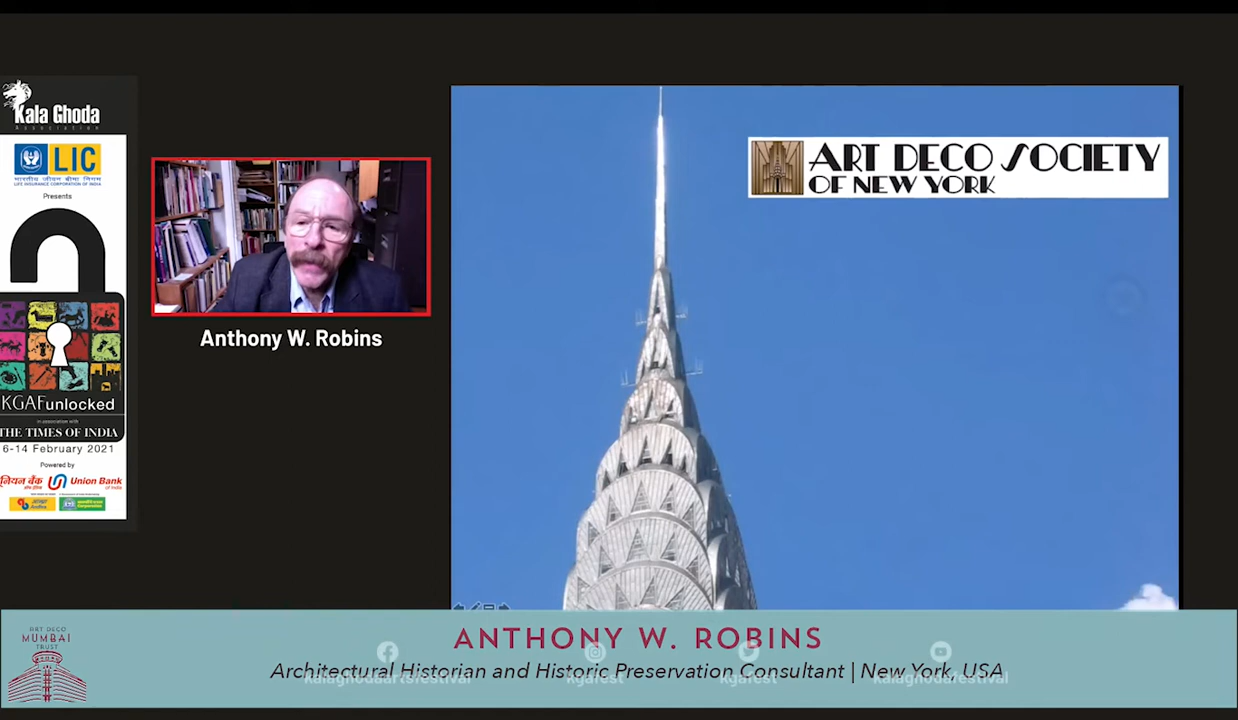 Kala Ghoda
Association
LIC
भारतीय जीवन बीमा निगम
LIFE INSURANCE CORPORATION OF INDIA
Presents
KGAFunlocked
in association with
THE TIMES OF INDIA
6-14 February 2021
Powered by
Union Bank
of India
Anthony W. Robins
ART DECO SOCIETY
OF NEW YORK
ART DECO
MUMBAI
TRUST
ANTHONY W. ROBINS
Architectural Historian and Historic Preservation Consultant | New York, USA
kalaghodaartsfestival kgafest kgafest kalaghodafestival